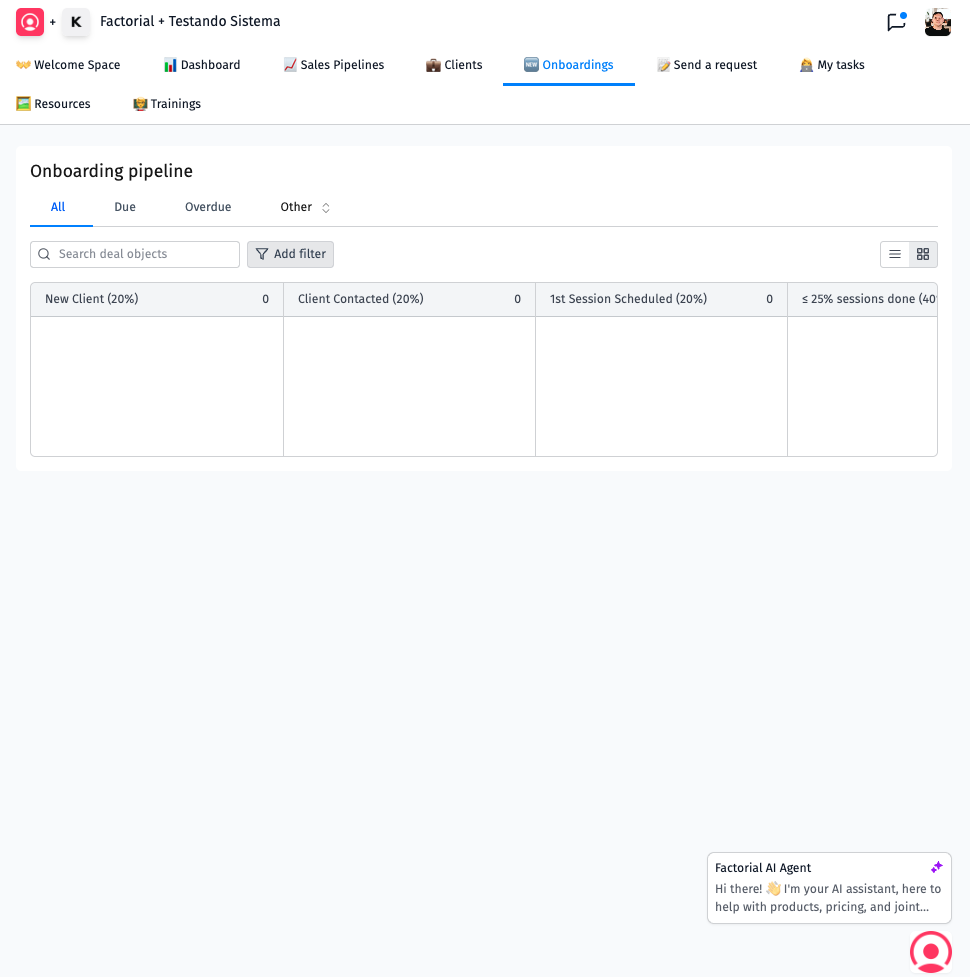 + K Factorial + Testando Sistema
Welcome Space Dashboard Sales Pipelines Clients Onboardings Send a request My tasks
Resources Trainings
Onboarding pipeline
All Due Overdue Other
Search deal objects Add filter
New Client (20%) 0 Client Contacted (20%) 0 1st Session Scheduled (20%) 0 ≤ 25% sessions done (40
Factorial AI Agent
Hi there! 👋 I'm your AI assistant, here to
help with products, pricing, and joint...